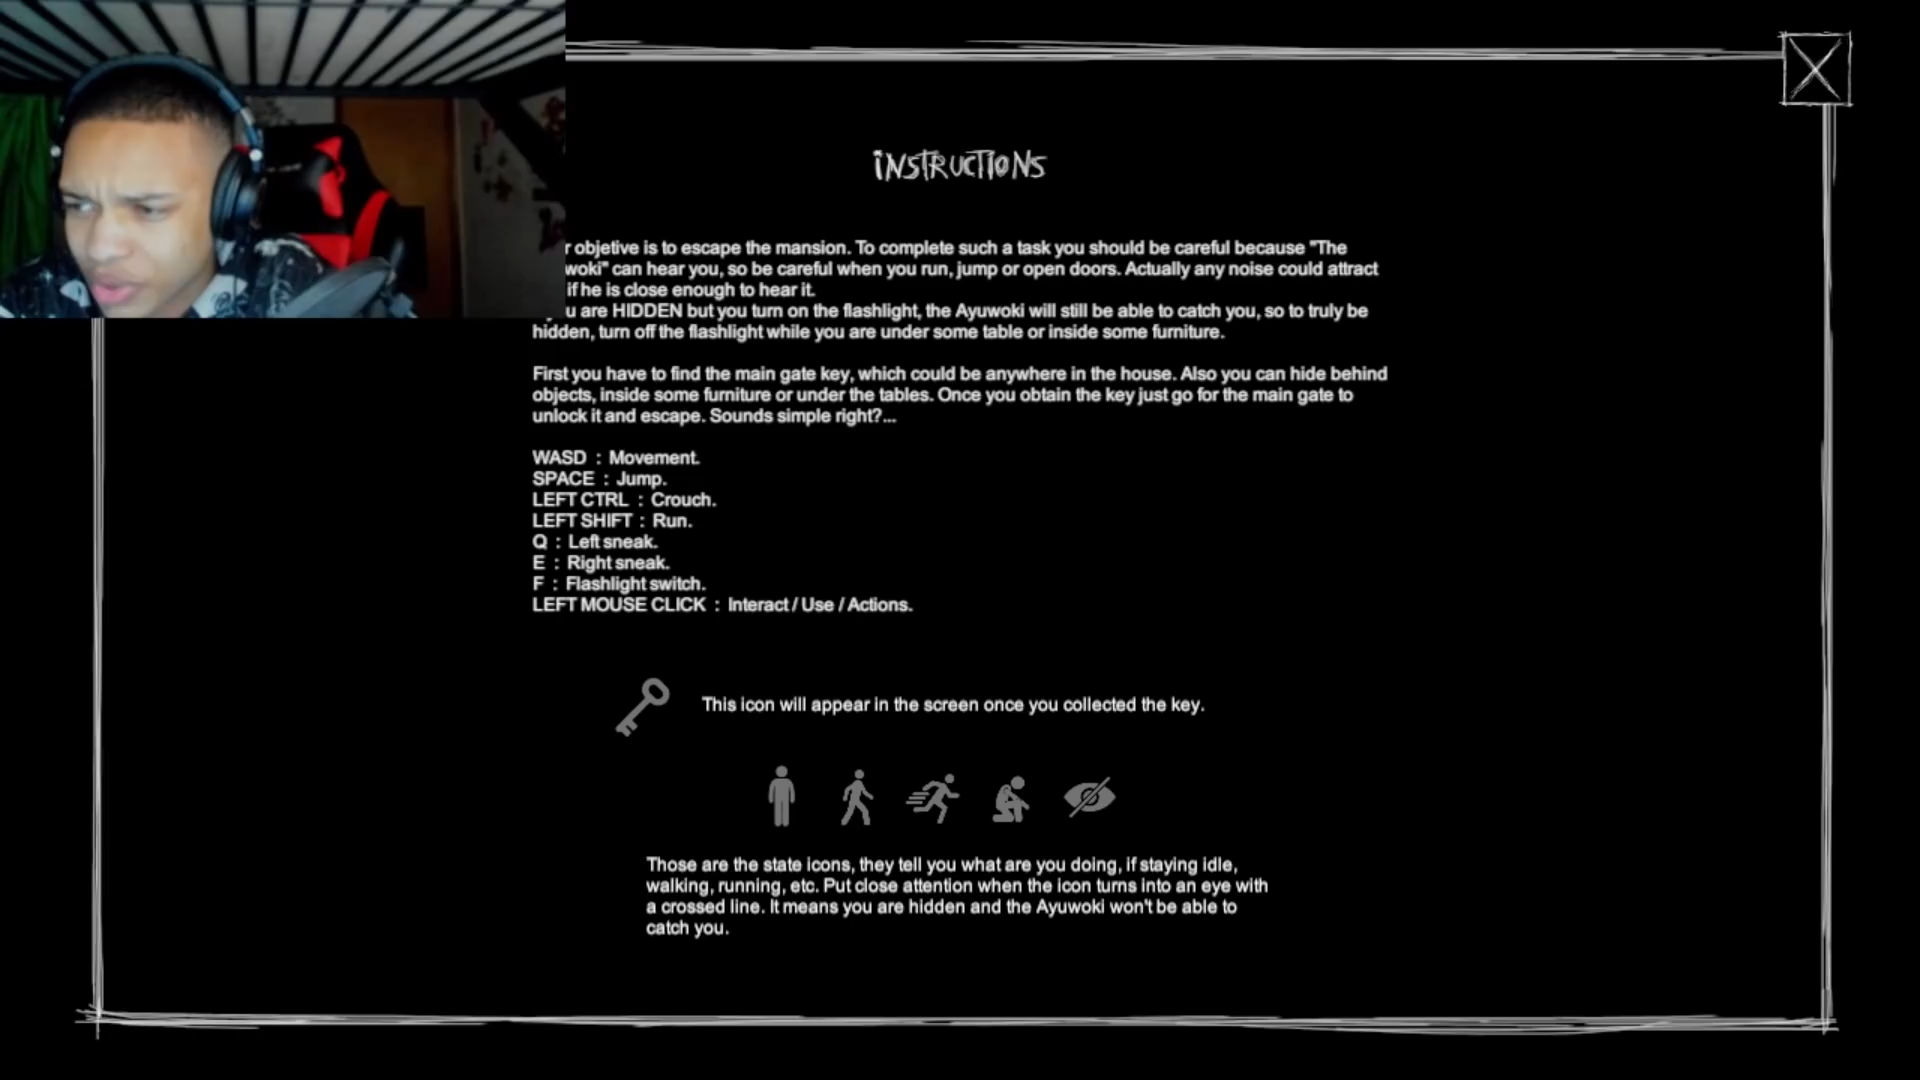 INSTRUCTIONS
objetive is to escape the mansion. To complete such a task you should be careful because "The
can hear you, so be careful when you run, jump or open doors. Actually any noise could attract
if he is close enough to hear it.
are HIDDEN but you turn on the flashlight, the Ayuwoki will still be able to catch you, so to truly be
hidden, turn off the flashlight while you are under some table or inside some furniture.
First you have to find the main gate key, which could be anywhere in the house. Also you can hide behind
objects, inside some furniture or under the tables. Once you obtain the key just go for the main gate to
unlock it and escape. Sounds simple right?...
WASD : Movement.
SPACE : Jump.
LEFT CTRL : Crouch.
LEFT SHIFT : Run.
Q : Left sneak.
E : Right sneak.
F : Flashlight switch.
LEFT MOUSE CLICK : Interact / Use / Actions.
This icon will appear in the screen once you collected the key.
Those are the state icons, they tell you what are you doing, if staying idle,
walking, running, etc. Put close attention when the icon turns into an eye with
a crossed line. It means you are hidden and the Ayuwoki won't be able to
catch you.